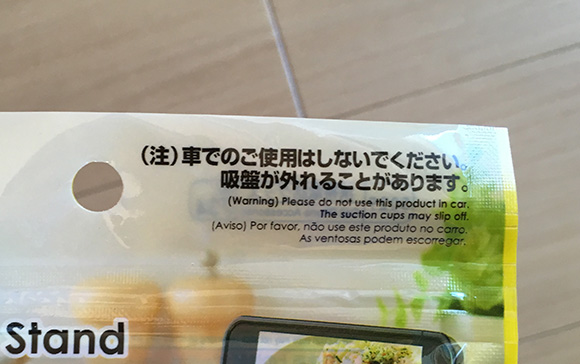 （注）車でのご使用はしないでください。
吸盤が外れることがあります。
(Warning) Please do not use this product in car.
The suction cups may slip off.
(Aviso) Por favor, não use este produto no carro.
As ventosas podem escorregar.
Stand